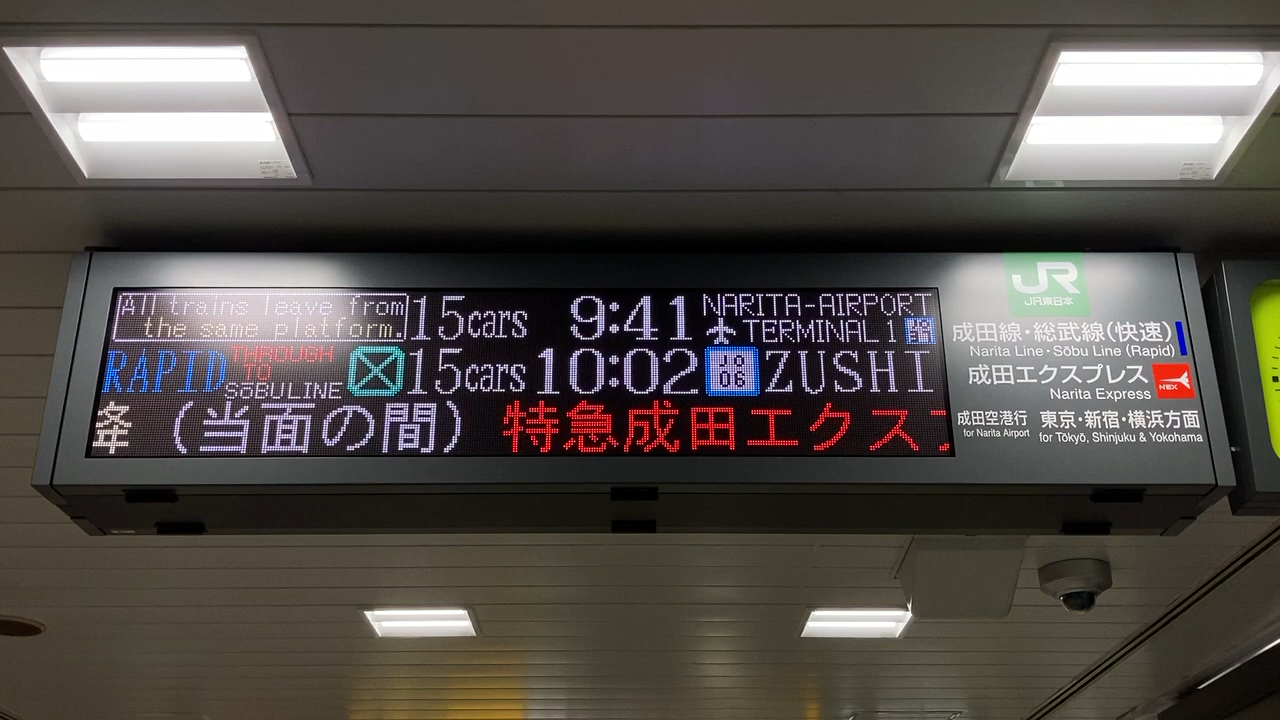 All trains leave from
the same platform.
15cars 9:41 NARITA-AIRPORT
TERMINAL 1
RAPID THROUGH
TO
SōBULINE
15cars 10:02 JO
06 ZUSHI
(当面の間) 特急成田エクス
JR
JR東日本
成田線・総武線(快速)
Narita Line・Sōbu Line (Rapid)
成田エクスプレス
Narita Express
NEX
成田空港行
for Narita Airport
東京・新宿・横浜方面
for Tōkyō, Shinjuku & Yokohama